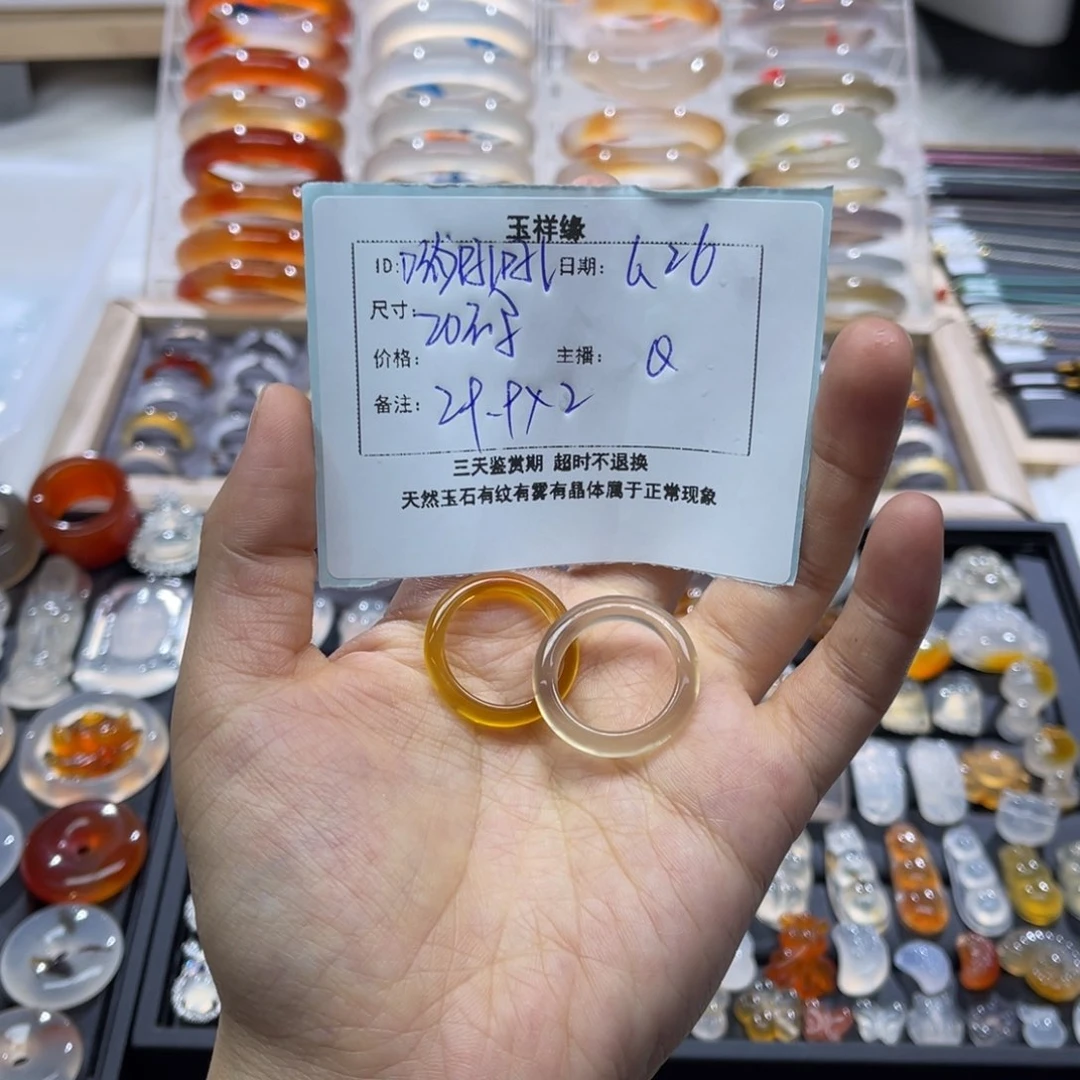 玉祥缘
ID: 日期: 6 26
尺寸: 20
价格: 主播: Q
备注:
三天鉴赏期 超时不退换
天然玉石有纹有雾有晶体属于正常现象